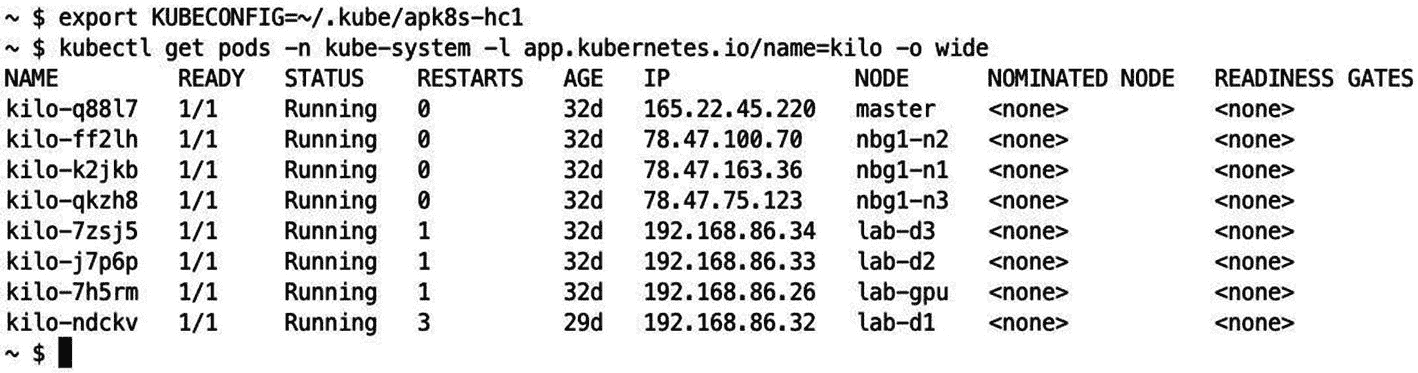 ~ $ export KUBECONFIG=~/.kube/apk8s-hc1
~ $ kubectl get pods -n kube-system -l app.kubernetes.io/name=kilo -o wide
NAME READY STATUS RESTARTS AGE IP NODE NOMINATED NODE READINESS GATES
kilo-q88l7 1/1 Running 0 32d 165.22.45.220 master <none> <none>
kilo-ff2lh 1/1 Running 0 32d 78.47.100.70 nbg1-n2 <none> <none>
kilo-k2jkb 1/1 Running 0 32d 78.47.163.36 nbg1-n1 <none> <none>
kilo-qkzh8 1/1 Running 0 32d 78.47.75.123 nbg1-n3 <none> <none>
kilo-7zsj5 1/1 Running 1 32d 192.168.86.34 lab-d3 <none> <none>
kilo-j7p6p 1/1 Running 1 32d 192.168.86.33 lab-d2 <none> <none>
kilo-7h5rm 1/1 Running 1 32d 192.168.86.26 lab-gpu <none> <none>
kilo-ndckv 1/1 Running 3 29d 192.168.86.32 lab-d1 <none> <none>
~ $